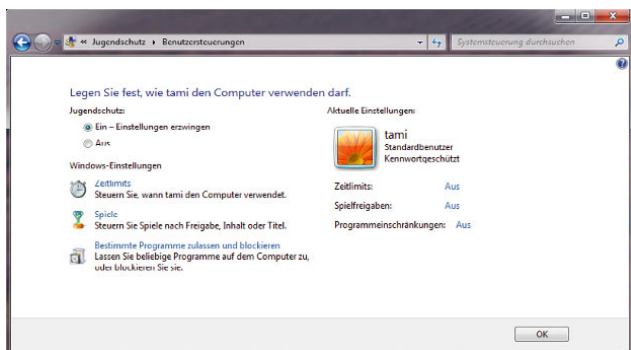 « Jugendschutz ▸ Benutzersteuerungen
Systemsteuerung durchsuchen
Legen Sie fest, wie tami den Computer verwenden darf.
Jugendschutz:
Ein – Einstellungen erzwingen
Aus
Windows-Einstellungen
Zeitlimits
Steuern Sie, wann tami den Computer verwendet.
Spiele
Steuern Sie Spiele nach Freigabe, Inhalt oder Titel.
Bestimmte Programme zulassen und blockieren
Lassen Sie beliebige Programme auf dem Computer zu,
oder blockieren Sie sie.
Aktuelle Einstellungen:
tami
Standardbenutzer
Kennwortgeschützt
Zeitlimits: Aus
Spielfreigaben: Aus
Programmeinschränkungen: Aus
OK